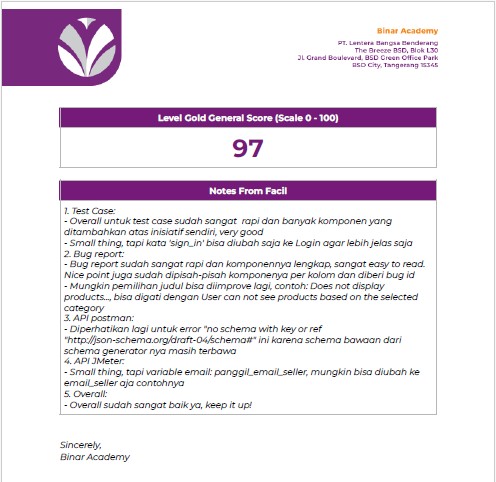 Binar Academy
PT. Lentera Bangsa Benderang
The Breeze BSD, Blok L30
Jl. Grand Boulevard, BSD Green Office Park
BSD City, Tangerang 15345
Level Gold General Score (Scale 0 - 100)
97
Notes From Facil
1. Test Case:
- Overall untuk test case sudah sangat rapi dan banyak komponen yang
ditambahkan atas inisiatif sendiri, very good
- Small thing, tapi kata 'sign_in' bisa diubah saja ke Login agar lebih jelas saja
2. Bug report:
- Bug report sudah sangat rapi dan komponennya lengkap, sangat easy to read.
Nice point juga sudah dipisah-pisah komponenya per kolom dan diberi bug id
- Mungkin pemilihan judul bisa diimprove lagi, contoh: Does not display
products..., bisa digati dengan User can not see products based on the selected
category
3. API postman:
- Diperhatikan lagi untuk error "no schema with key or ref
"http://json-schema.org/draft-04/schema#" ini karena schema bawaan dari
schema generator nya masih terbawa
4. API JMeter:
- Small thing, tapi variable email: panggil_email_seller, mungkin bisa diubah ke
email_seller aja contohnya
5. Overall:
- Overall sudah sangat baik ya, keep it up!
Sincerely,
Binar Academy